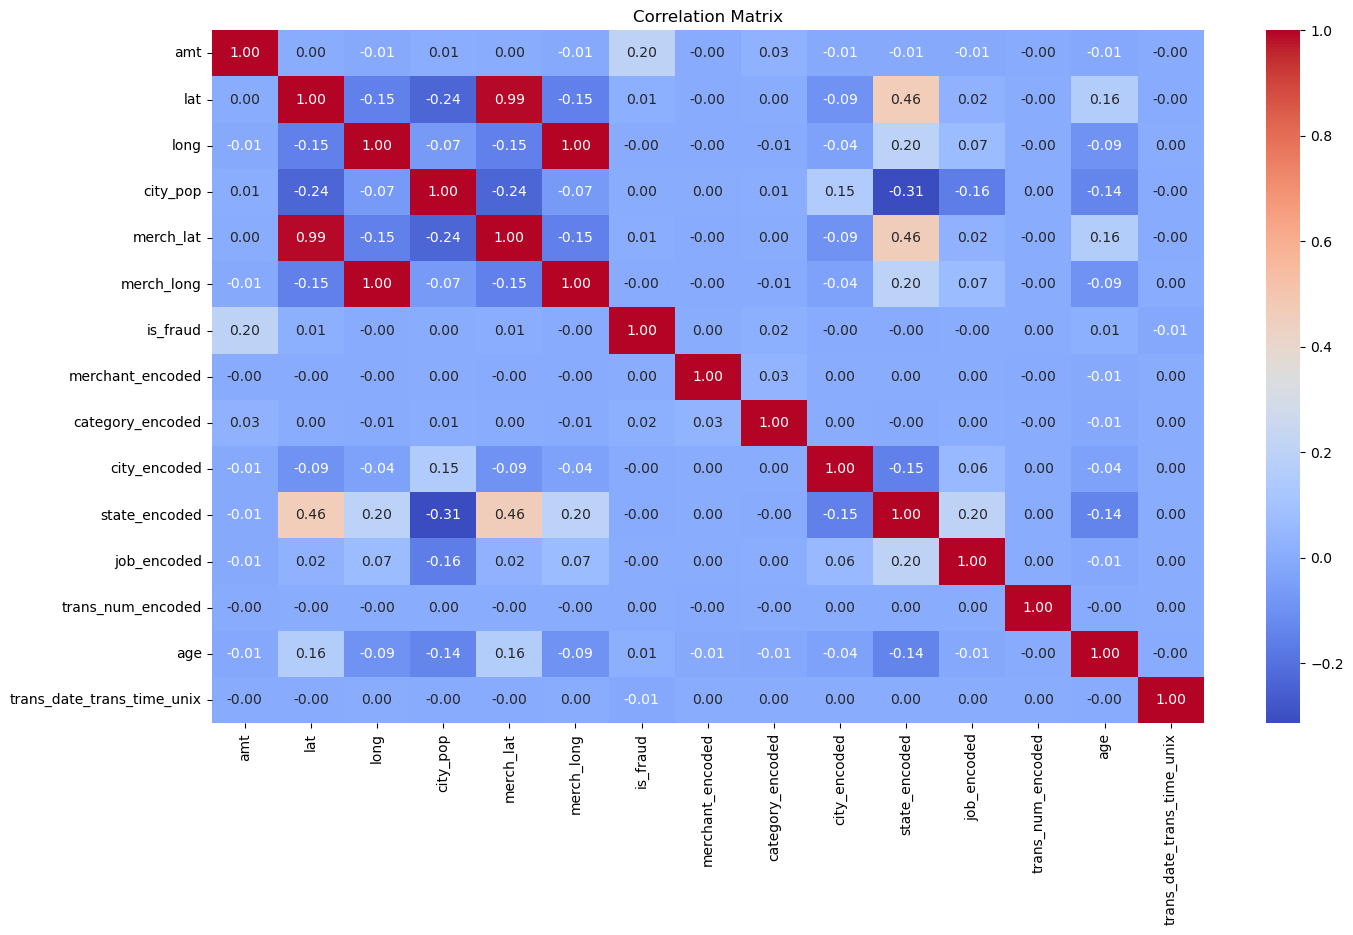 Correlation Matrix
amt 1.00 0.00 -0.01 0.01 0.00 -0.01 0.20 -0.00 0.03 -0.01 -0.01 -0.01 -0.00 -0.01 -0.00
lat 0.00 1.00 -0.15 -0.24 0.99 -0.15 0.01 -0.00 0.00 -0.09 0.46 0.02 -0.00 0.16 -0.00
long -0.01 -0.15 1.00 -0.07 -0.15 1.00 -0.00 -0.00 -0.01 -0.04 0.20 0.07 -0.00 -0.09 0.00
city_pop 0.01 -0.24 -0.07 1.00 -0.24 -0.07 0.00 0.00 0.01 0.15 -0.31 -0.16 0.00 -0.14 -0.00
merch_lat 0.00 0.99 -0.15 -0.24 1.00 -0.15 0.01 -0.00 0.00 -0.09 0.46 0.02 -0.00 0.16 -0.00
merch_long -0.01 -0.15 1.00 -0.07 -0.15 1.00 -0.00 -0.00 -0.01 -0.04 0.20 0.07 -0.00 -0.09 0.00
is_fraud 0.20 0.01 -0.00 0.00 0.01 -0.00 1.00 0.00 0.02 -0.00 -0.00 -0.00 0.00 0.01 -0.01
merchant_encoded -0.00 -0.00 -0.00 0.00 -0.00 -0.00 0.00 1.00 0.03 0.00 0.00 0.00 -0.00 -0.01 0.00
category_encoded 0.03 0.00 -0.01 0.01 0.00 -0.01 0.02 0.03 1.00 0.00 -0.00 0.00 0.00 -0.01 0.00
city_encoded -0.01 -0.09 -0.04 0.15 -0.09 -0.04 -0.00 0.00 0.00 1.00 -0.15 0.06 0.00 -0.04 0.00
state_encoded -0.01 0.46 0.20 -0.31 0.46 0.20 -0.00 0.00 -0.00 -0.15 1.00 0.20 0.00 -0.14 0.00
job_encoded -0.01 0.02 0.07 -0.16 0.02 0.07 -0.00 0.00 0.00 0.06 0.20 1.00 0.00 -0.01 0.00
trans_num_encoded -0.00 -0.00 -0.00 0.00 -0.00 -0.00 0.00 -0.00 0.00 0.00 0.00 0.00 1.00 -0.00 0.00
age -0.01 0.16 -0.09 -0.14 0.16 -0.09 0.01 -0.01 -0.01 -0.04 -0.14 -0.01 -0.00 1.00 -0.00
trans_date_trans_time_unix -0.00 -0.00 0.00 -0.00 -0.00 0.00 -0.01 0.00 0.00 0.00 0.00 0.00 0.00 -0.00 1.00
amt
lat
long
city_pop
merch_lat
merch_long
is_fraud
merchant_encoded
category_encoded
city_encoded
state_encoded
job_encoded
trans_num_encoded
age
trans_date_trans_time_unix
1.0
0.8
0.6
0.4
0.2
0.0
−0.2